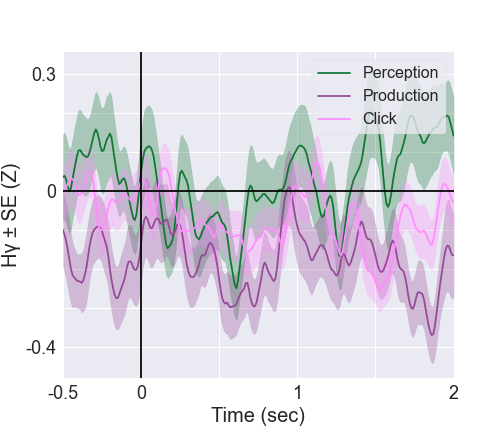 Perception
Production
Click
0.3
0
-0.4
Hγ ± SE (Z)
-0.5
0
1
2
Time (sec)